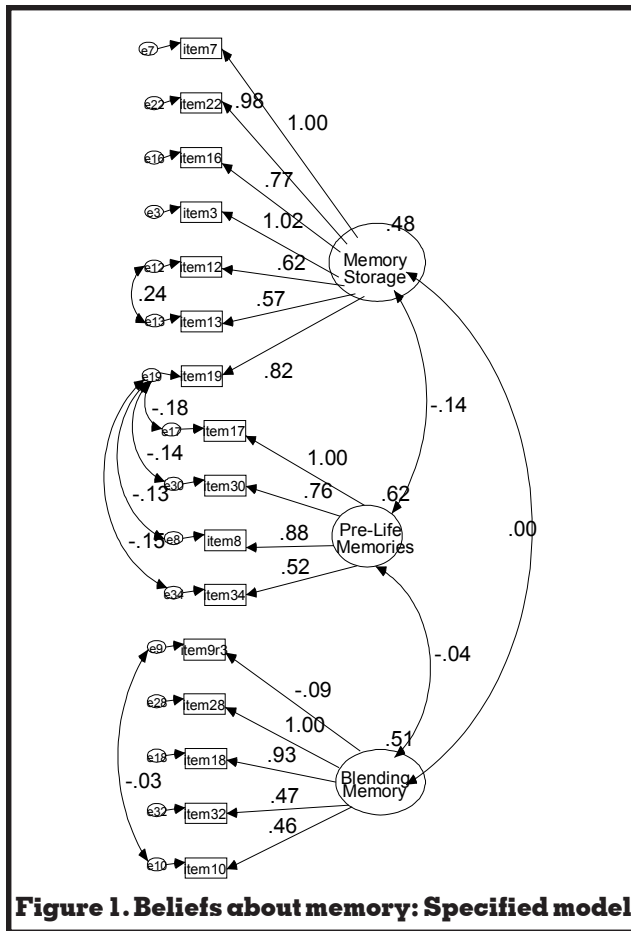 e7 item7
.98
e22 item22
1.00
e16 item16
.77
e3 item3
1.02
.48
Memory
Storage
e12 item12
.62
.24
.57
e13 item13
e19 item19
.82
-.18
e17 item17
-.14
-.14
1.00
e30 item30
.76
.62
-.13
Pre-Life
Memories
.00
-.15
e8 item8
.88
.52
e34 item34
e9 item9r3
-.04
-.09
e28 item28
1.00
.51
e18 item18
.93
Blending
Memory
-.03
e32 item32
.47
.46
e10 item10
Figure 1. Beliefs about memory: Specified model